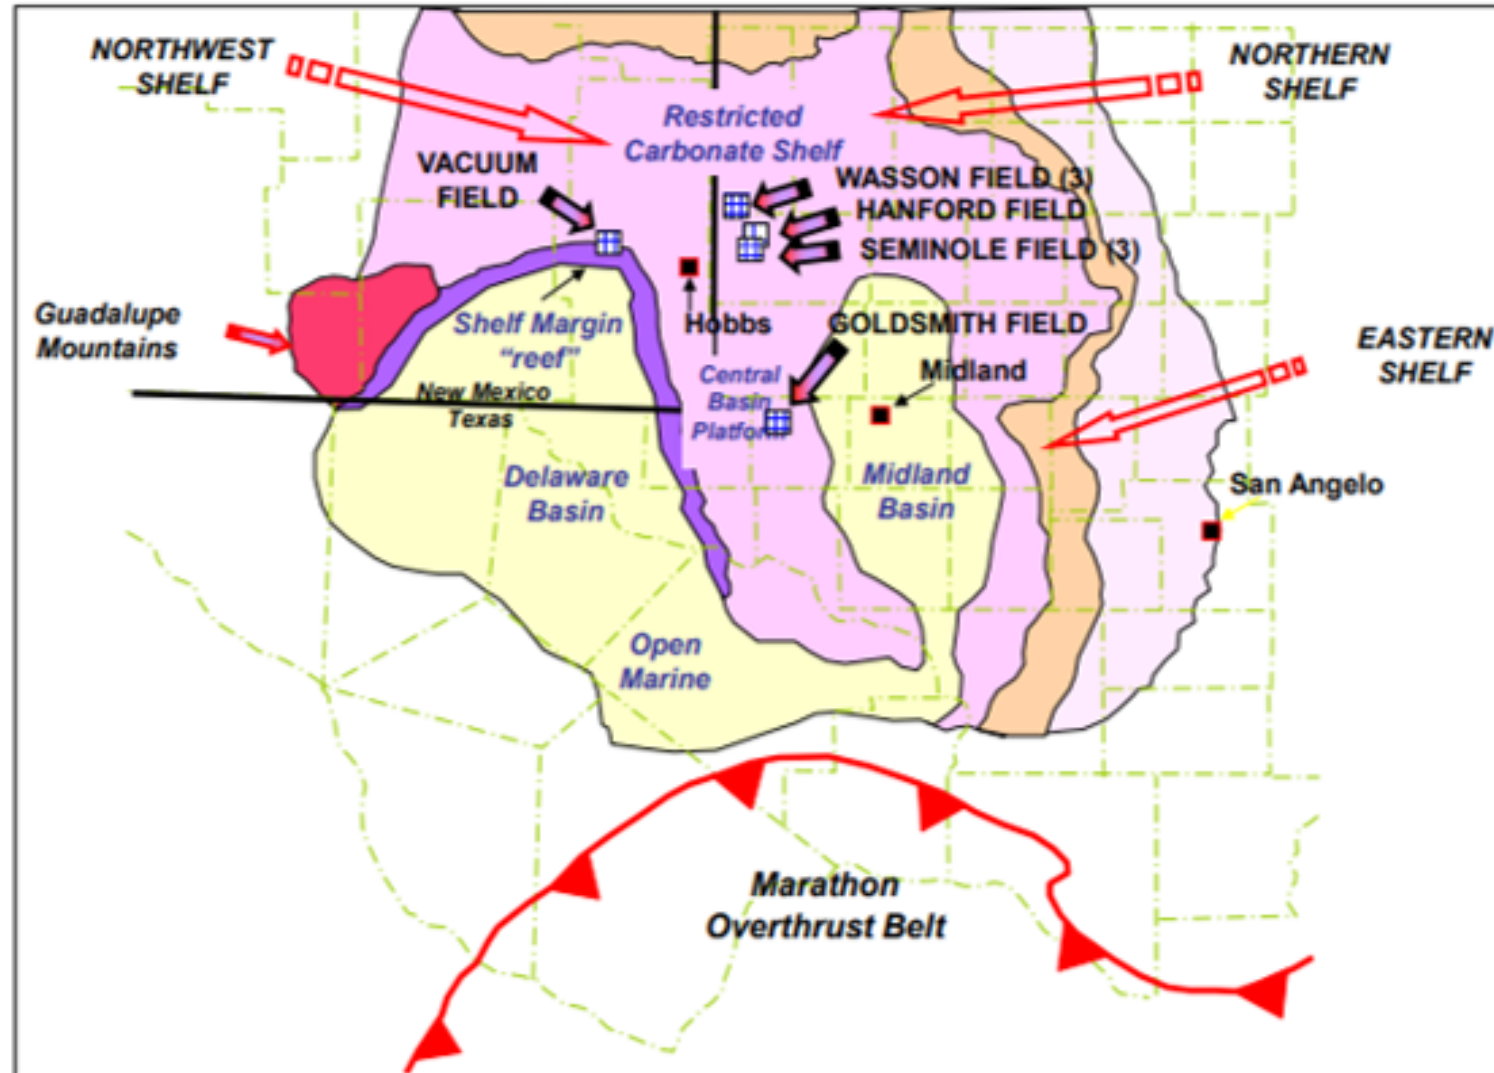 NORTHWEST
SHELF
NORTHERN
SHELF
Restricted
Carbonate Shelf
VACUUM
FIELD
WASSON FIELD (3)
HANFORD FIELD
SEMINOLE FIELD (3)
Guadalupe
Mountains
Shelf Margin
“reef”
Hobbs
GOLDSMITH FIELD
EASTERN
SHELF
Central
Basin
Platform
Midland
New Mexico
Texas
Delaware
Basin
Midland
Basin
San Angelo
Open
Marine
Marathon
Overthrust Belt